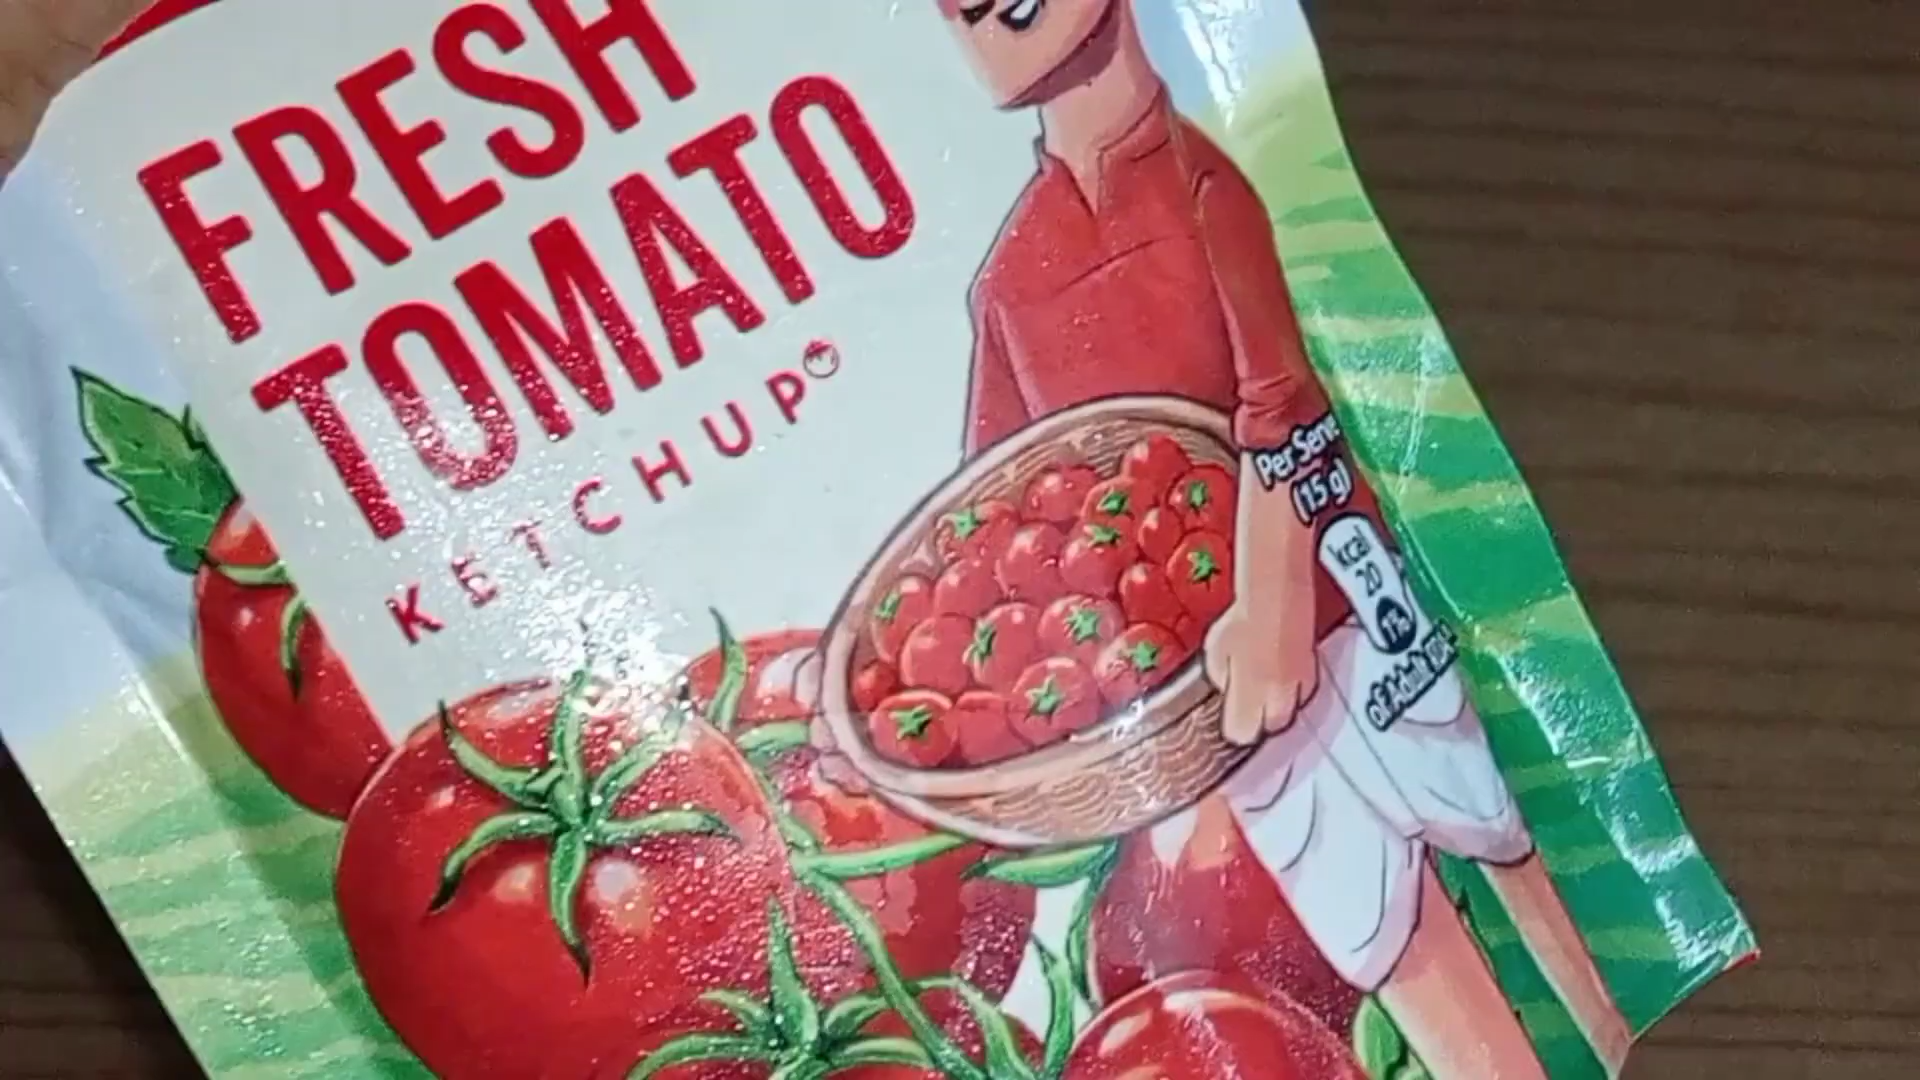 FRESH
TOMATO
KETCHUP
Per Serve
(15 g)
kcal
20
1%
of Adult